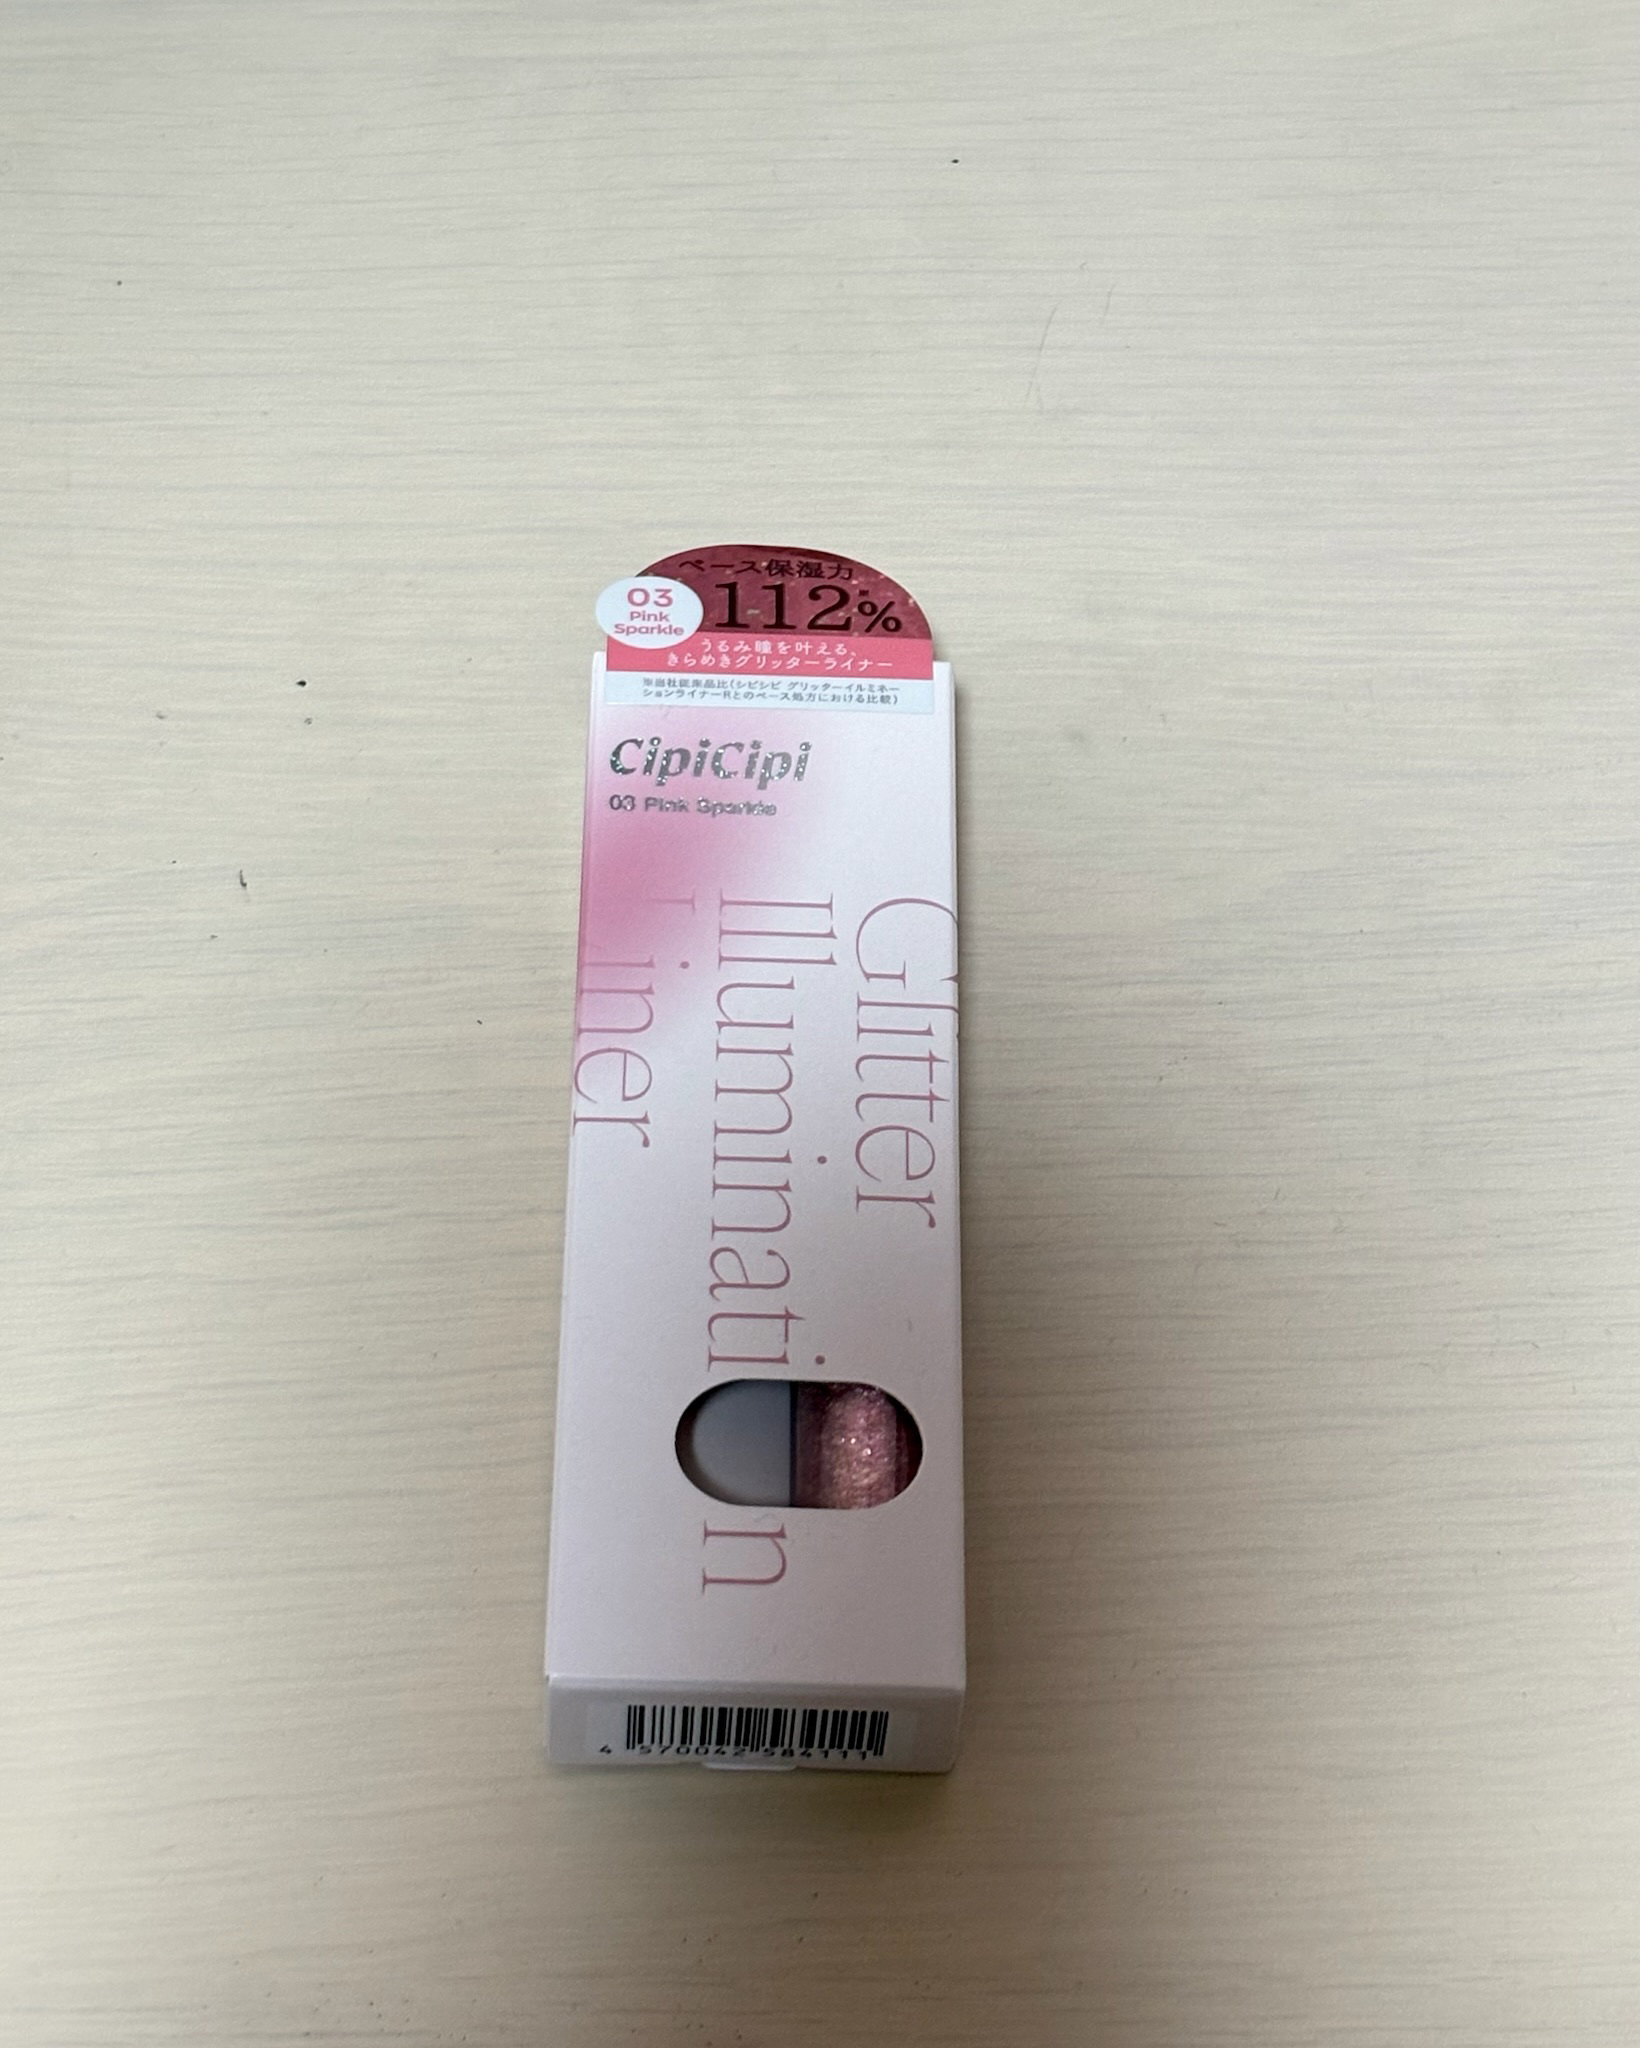 ベース保湿力
112%※
03
Pink
Sparkle
うるみ瞳を叶える、
きらめきグリッターライナー
※当社従来品比(シピシピ グリッターイルミネー
ションライナーRとのベース処方における比較)
CipiCipi
03 Pink Sparkle
Glitter
Illumination
Liner
4 570042 584111